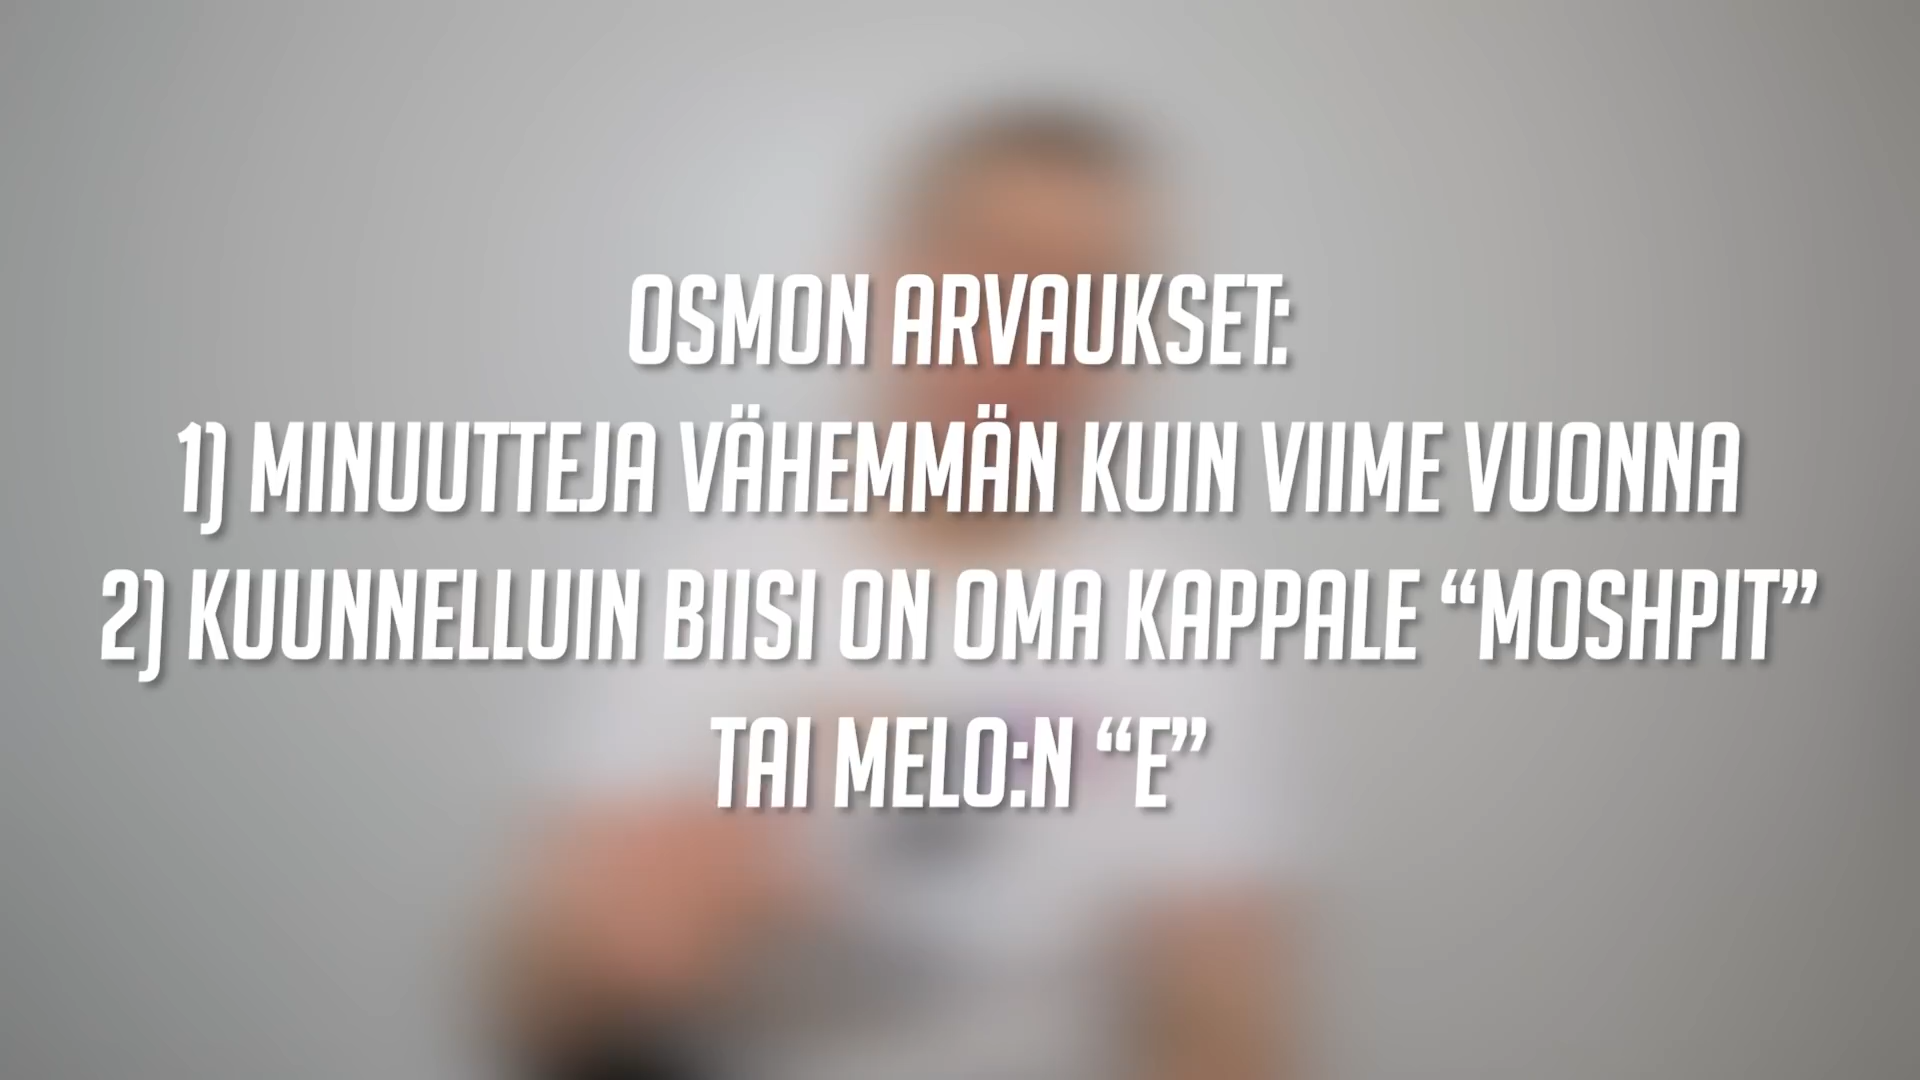 OSMON ARVAUKSET:
1) MINUUTTEJA VÄHEMMÄN KUIN VIIME VUONNA
2) KUUNNELLUIN BIISI ON OMA KAPPALE “MOSHPIT”
TAI MELO:N “E”